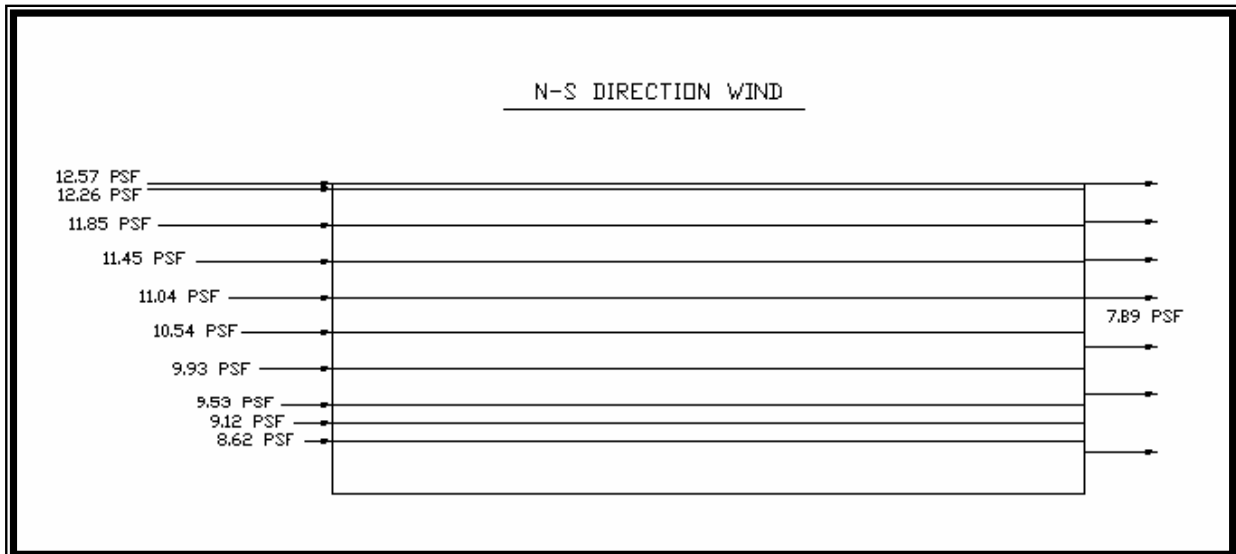 N-S DIRECTION WIND
12.57 PSF
12.26 PSF
11.85 PSF
11.45 PSF
11.04 PSF
7.89 PSF
10.54 PSF
9.93 PSF
9.53 PSF
9.12 PSF
8.62 PSF